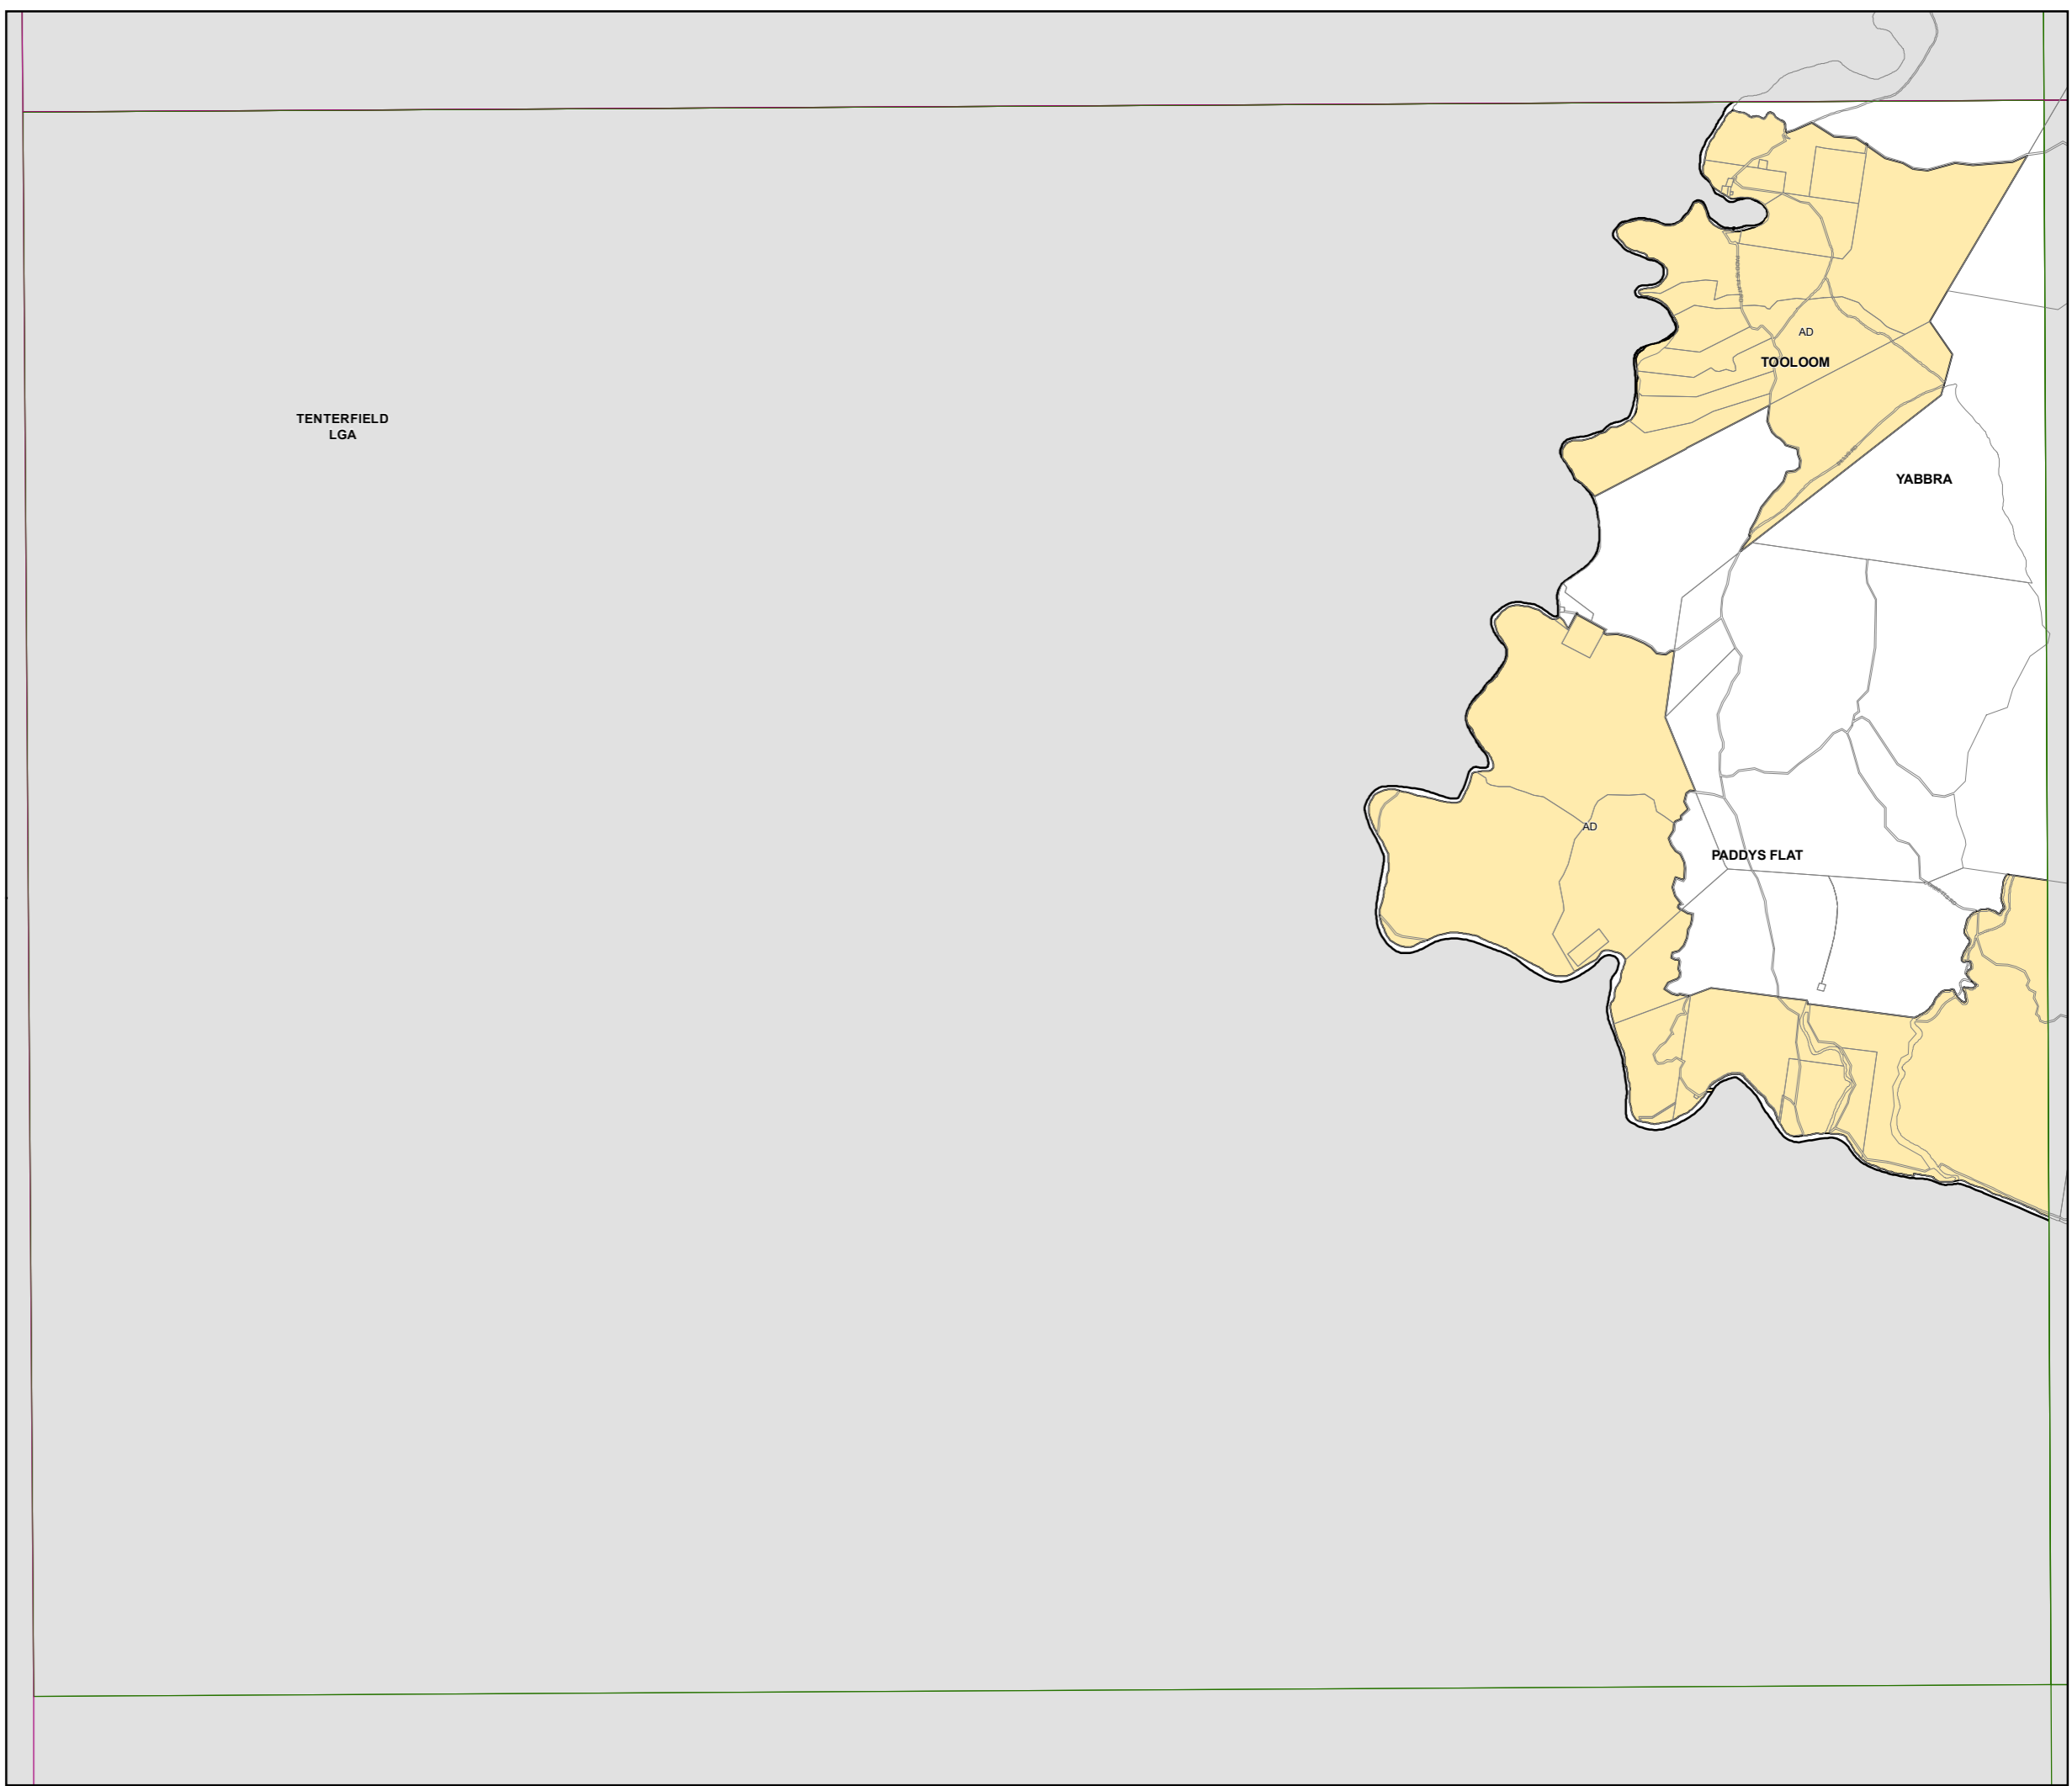 AD
TOOLOOM
TENTERFIELD
LGA
YABBRA
AD
PADDYS FLAT